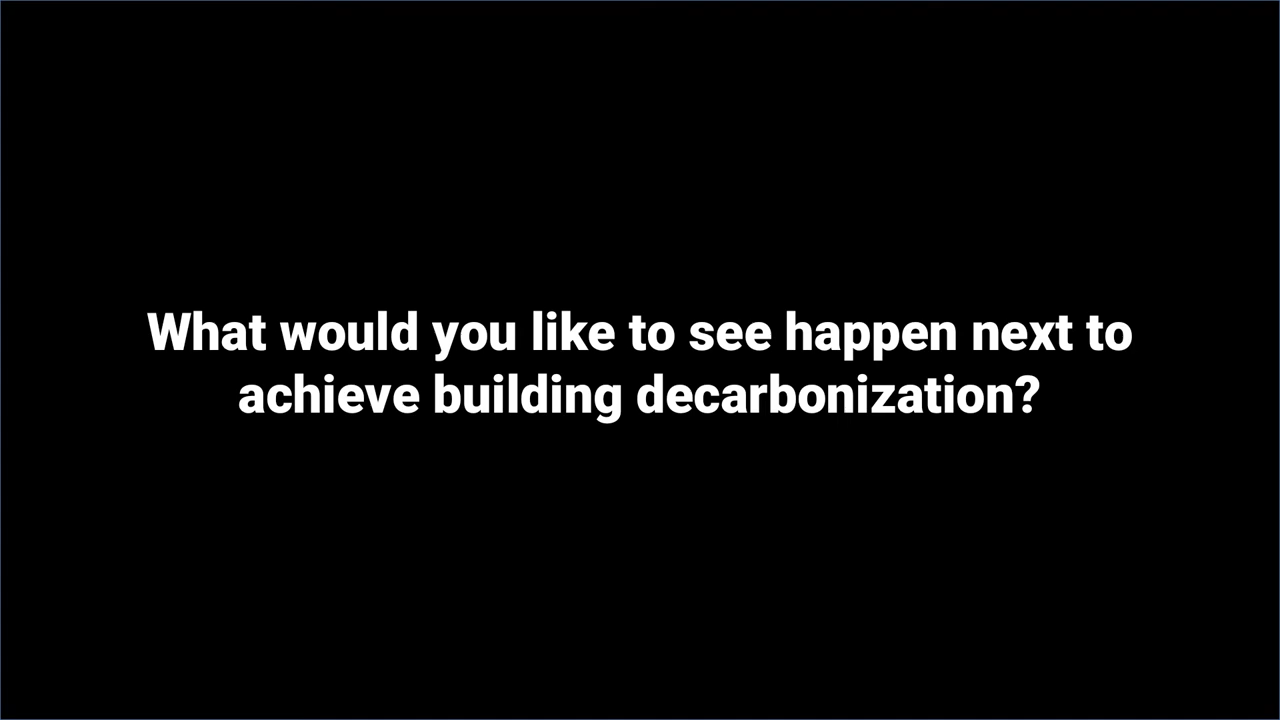 What would you like to see happen next to
achieve building decarbonization?